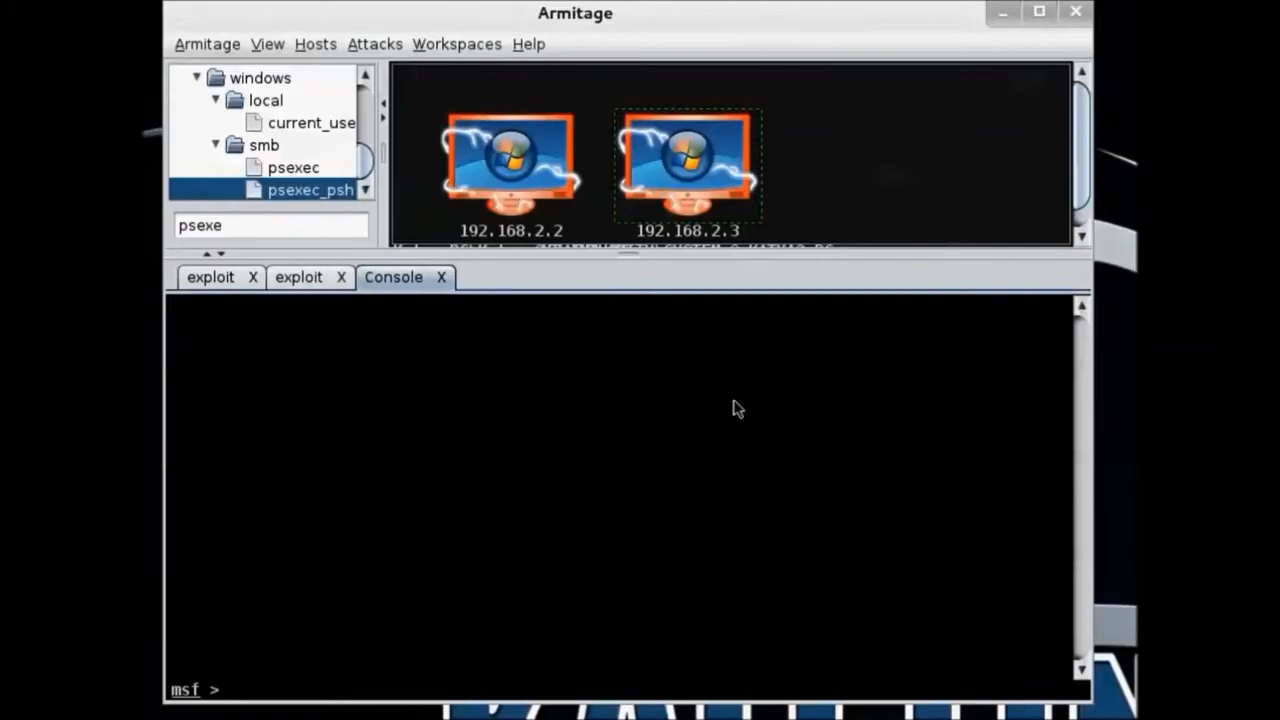 Armitage
Armitage View Hosts Attacks Workspaces Help
windows
local
current_use
smb
psexec
psexec_psh
psexe
192.168.2.2
192.168.2.3
exploit X exploit X Console X
msf >